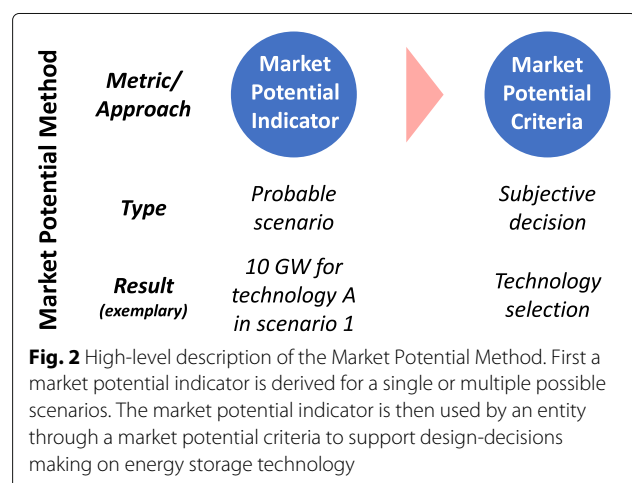 Market Potential Method
Metric/
Approach
Market
Potential
Indicator
Market
Potential
Criteria
Type
Probable
scenario
Subjective
decision
Result
(exemplary)
10 GW for
technology A
in scenario 1
Technology
selection
Fig. 2 High-level description of the Market Potential Method. First a
market potential indicator is derived for a single or multiple possible
scenarios. The market potential indicator is then used by an entity
through a market potential criteria to support design-decisions
making on energy storage technology